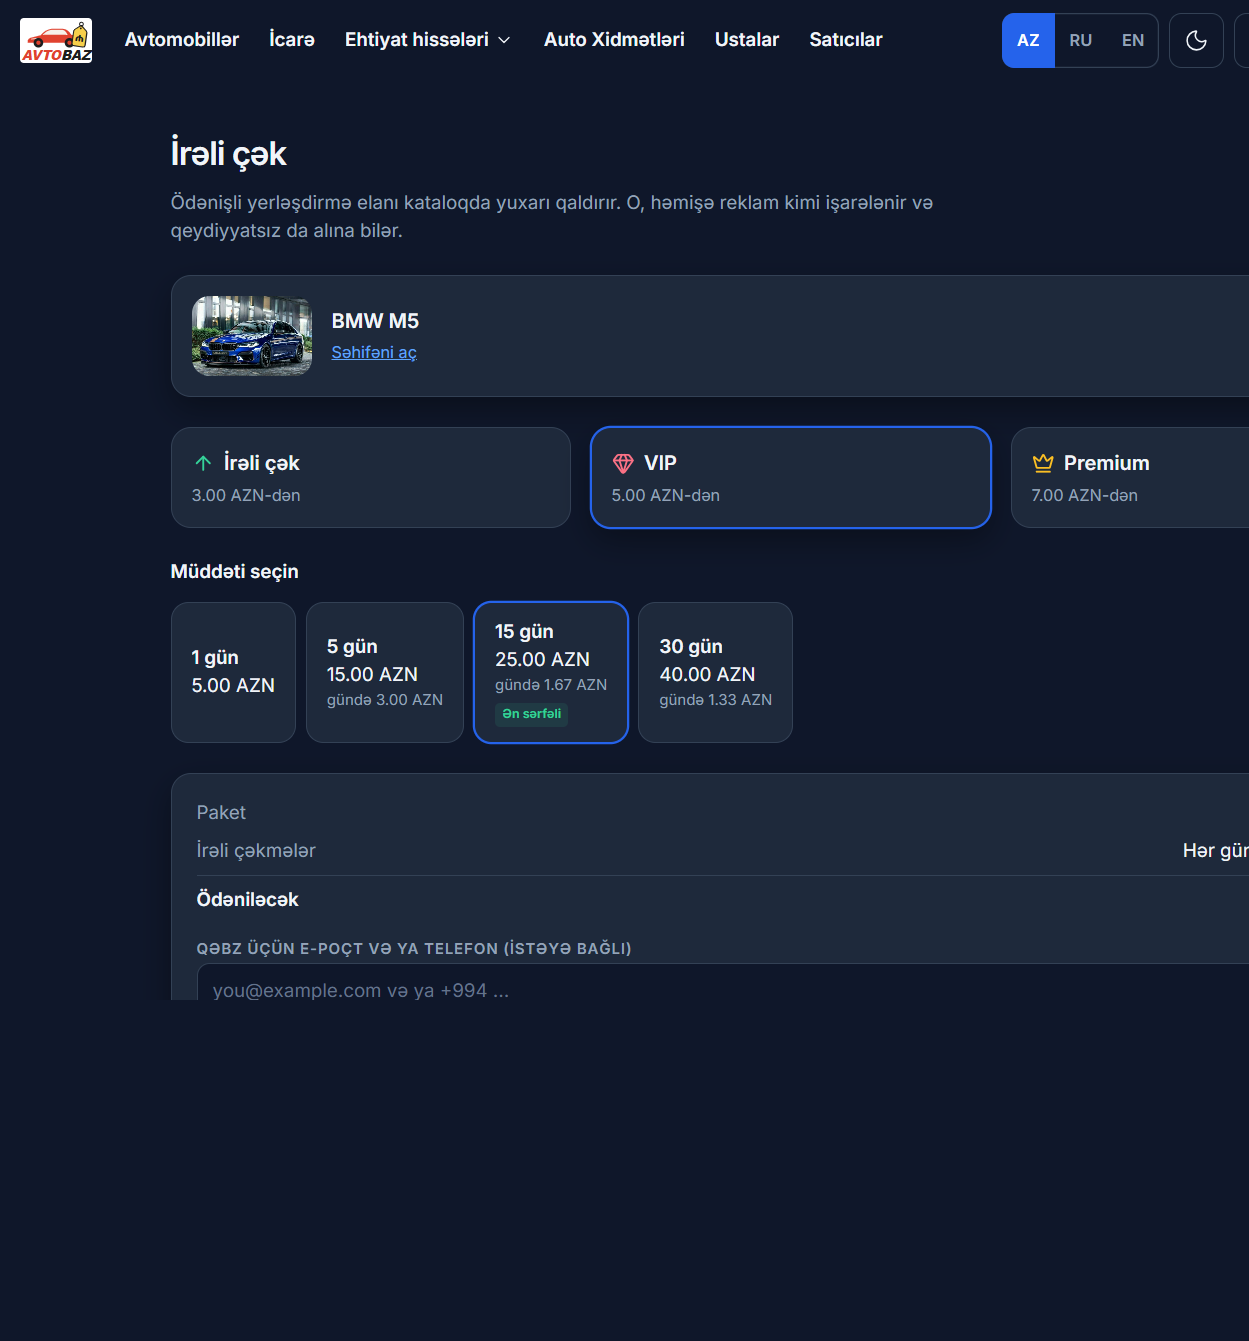 AVTOBAZ
Avtomobillər İcarə Ehtiyat hissələri Auto Xidmətləri Ustalar Satıcılar AZ RU EN
İrəli çək
Ödənişli yerləşdirmə elanı kataloqda yuxarı qaldırır. O, həmişə reklam kimi işarələnir və
qeydiyyatsız da alına bilər.
BMW M5
Səhifəni aç
İrəli çək
3.00 AZN-dən
VIP
5.00 AZN-dən
Premium
7.00 AZN-dən
Müddəti seçin
1 gün
5.00 AZN
5 gün
15.00 AZN
gündə 3.00 AZN
15 gün
25.00 AZN
gündə 1.67 AZN
Ən sərfəli
30 gün
40.00 AZN
gündə 1.33 AZN
Paket
İrəli çəkmələr Hər gün
Ödəniləcək
QƏBZ ÜÇÜN E-POÇT VƏ YA TELEFON (İSTƏYƏ BAĞLI)
you@example.com və ya +994 ...